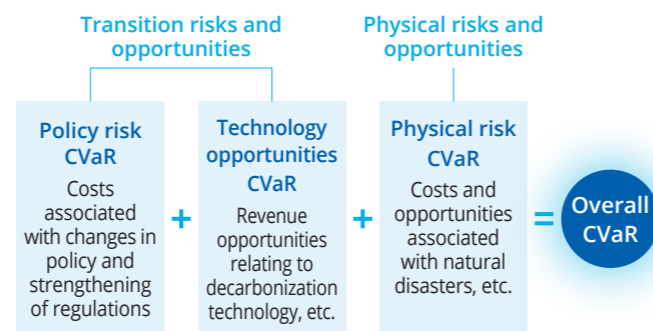 Transition risks and
opportunities
Physical risks and
opportunities
Policy risk
CVaR
Costs
associated
with changes in
policy and
strengthening
of regulations
+
Technology
opportunities
CVaR
Revenue
opportunities
relating to
decarbonization
technology, etc.
+
Physical risk
CVaR
Costs and
opportunities
associated
with natural
disasters, etc.
=
Overall
CVaR